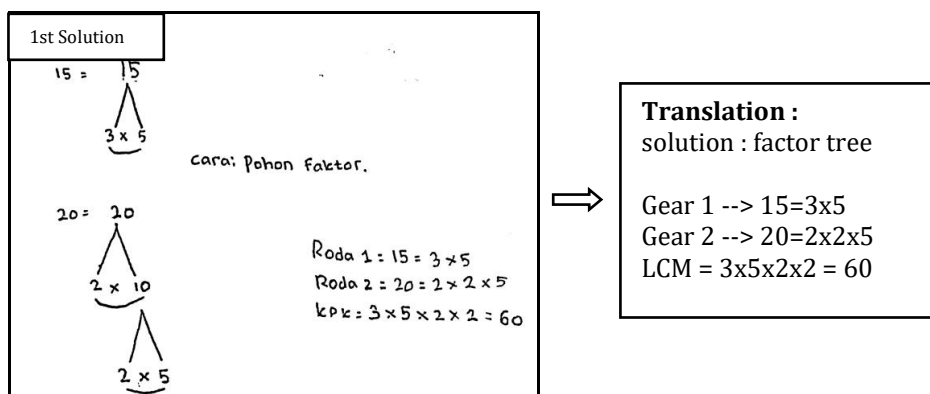 1st Solution
15 = 15
3 x 5
Cara: Pohon Faktor.
20 = 20
2 x 10
2 x 5
Roda 1 : 15 = 3 x 5
Roda 2 = 20 = 2 x 2 x 5
KPK : 3 x 5 x 2 x 2 = 60
Translation :
solution : factor tree
Gear 1 --> 15=3x5
Gear 2 --> 20=2x2x5
LCM = 3x5x2x2 = 60